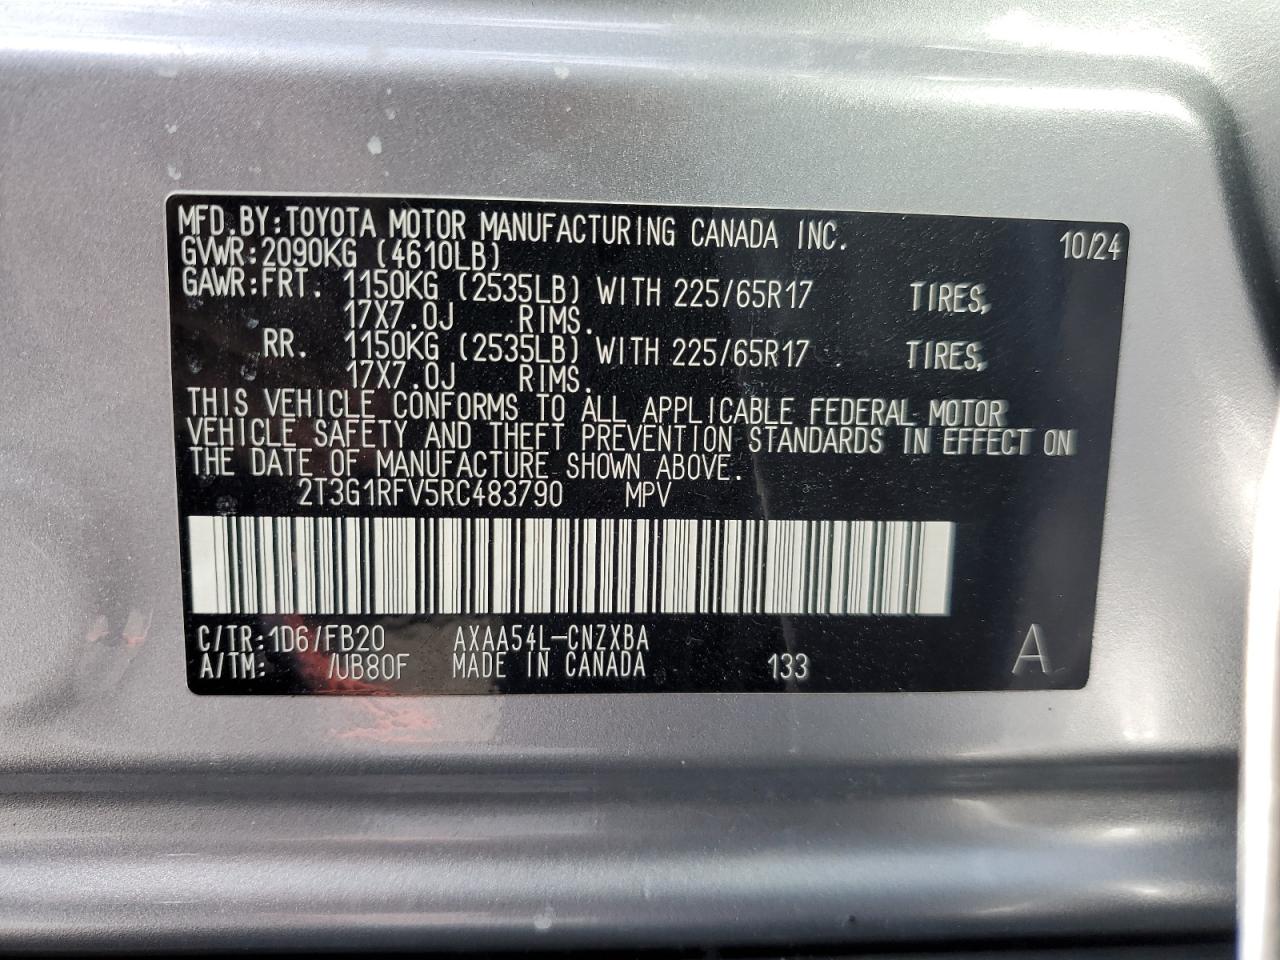 MFD.BY:TOYOTA MOTOR MANUFACTURING CANADA INC. 10/24
GVWR:2090KG (4610LB)
GAWR:FRT. 1150KG (2535LB) WITH 225/65R17 TIRES,
17X7.0J RIMS.
RR. 1150KG (2535LB) WITH 225/65R17 TIRES,
17X7.0J RIMS.
THIS VEHICLE CONFORMS TO ALL APPLICABLE FEDERAL MOTOR
VEHICLE SAFETY AND THEFT PREVENTION STANDARDS IN EFFECT ON
THE DATE OF MANUFACTURE SHOWN ABOVE.
2T3G1RFV5RC483790 MPV
C/TR:1D6/FB20 AXAA54L-CNZXBA
A/TM: /UB80F MADE IN CANADA 133 A